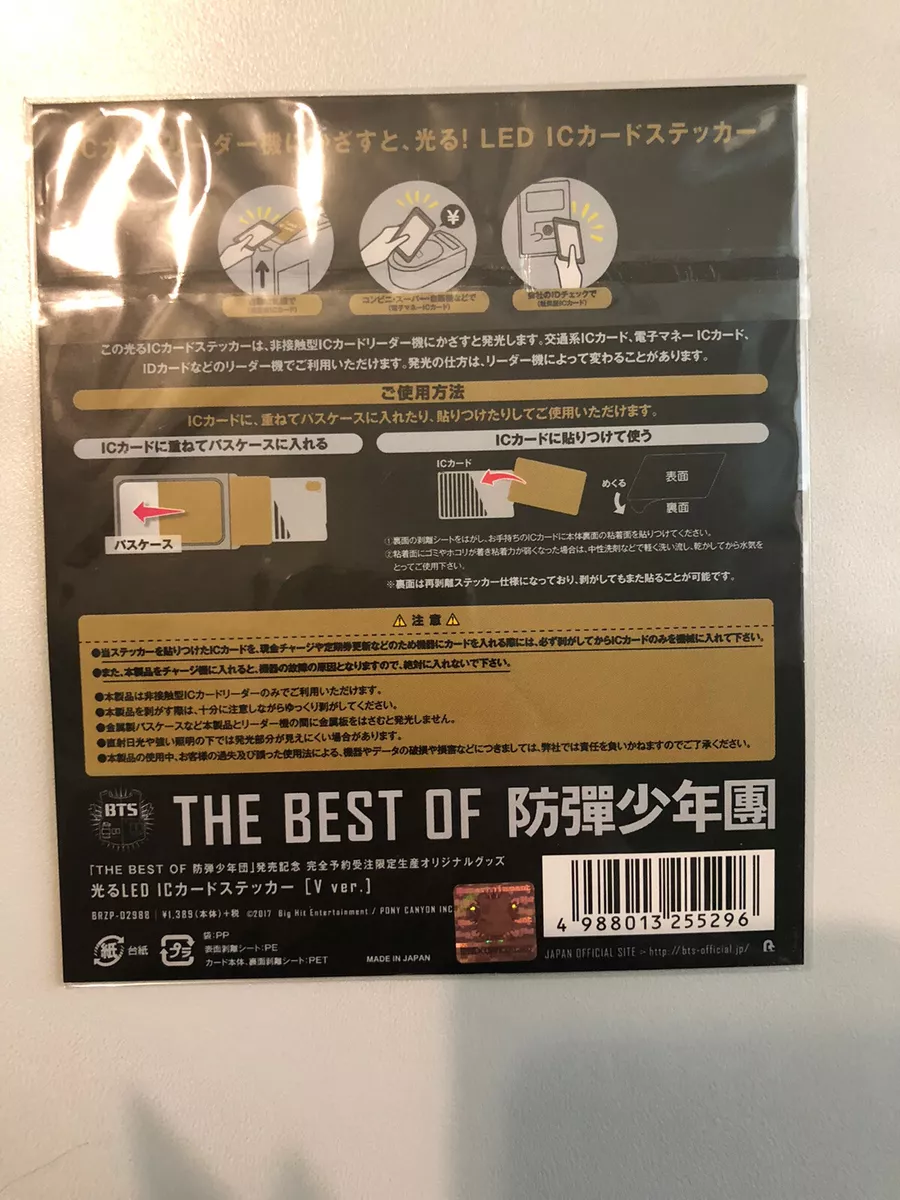 リーダー機にかざすと、光る! LED ICカードステッカー
¥
コンビニ・スーパー・自販機などで
(電子マネーICカード)
弊社のIDチェックで
この光るICカードステッカーは、非接触型ICカードリーダー機にかざすと発光します。交通系ICカード、電子マネー ICカード、
IDカードなどのリーダー機でご利用いただけます。発光の仕方は、リーダー機によって変わることがあります。
ご使用方法
ICカードに、重ねてパスケースに入れたり、貼りつけたりしてご使用いただけます。
ICカードに重ねてパスケースに入れる
ICカードに貼りつけて使う
パスケース
ICカード
めくる
表面
裏面
①裏面の剥離シートをはがし、お手持ちのICカードに本体裏面の粘着面を貼りつけてください。
②粘着面にゴミやホコリが着き粘着力が弱くなった場合は、中性洗剤などで軽く洗い流し、乾かしてから水気を
とってご使用下さい。
※裏面は再剥離ステッカー仕様になっており、剥がしてもまた貼ることが可能です。
⚠ 注意 ⚠
●当ステッカーを貼りつけたICカードを、現金チャージや定期券更新などのため機器にカードを入れる際には、必ず剥がしてからICカードのみを機械に入れて下さい。
●また、本製品をチャージ機に入れると、機器の故障の原因となりますので、絶対に入れないで下さい。
●本製品は非接触型ICカードリーダーのみでご利用いただけます。
●本製品を剥がす際は、十分に注意しながらゆっくり剥がしてください。
●金属製パスケースなど本製品とリーダー機の間に金属板をはさむと発光しません。
●直射日光や強い照明の下では発光部分が見えにくい場合があります。
●本製品の使用中、お客様の過失及び誤った使用法による、機器やデータの破損や損害などにつきましては、弊社では責任を負いかねますのでご了承ください。
BTS
THE BEST OF 防彈少年團
「THE BEST OF 防弾少年団」発売記念 完全予約受注限定生産オリジナルグッズ
光るLED ICカードステッカー [V ver.]
BRZP-02988 | ¥1,389(本体)+税 ©2017 Big Hit Entertainment / PONY CANYON INC
4 988013 255296
紙 台紙
プラ
袋:PP
表面剥離シート:PE
カード本体、裏面剥離シート:PET
MADE IN JAPAN
JAPAN OFFICIAL SITE > http://bts-official.jp/